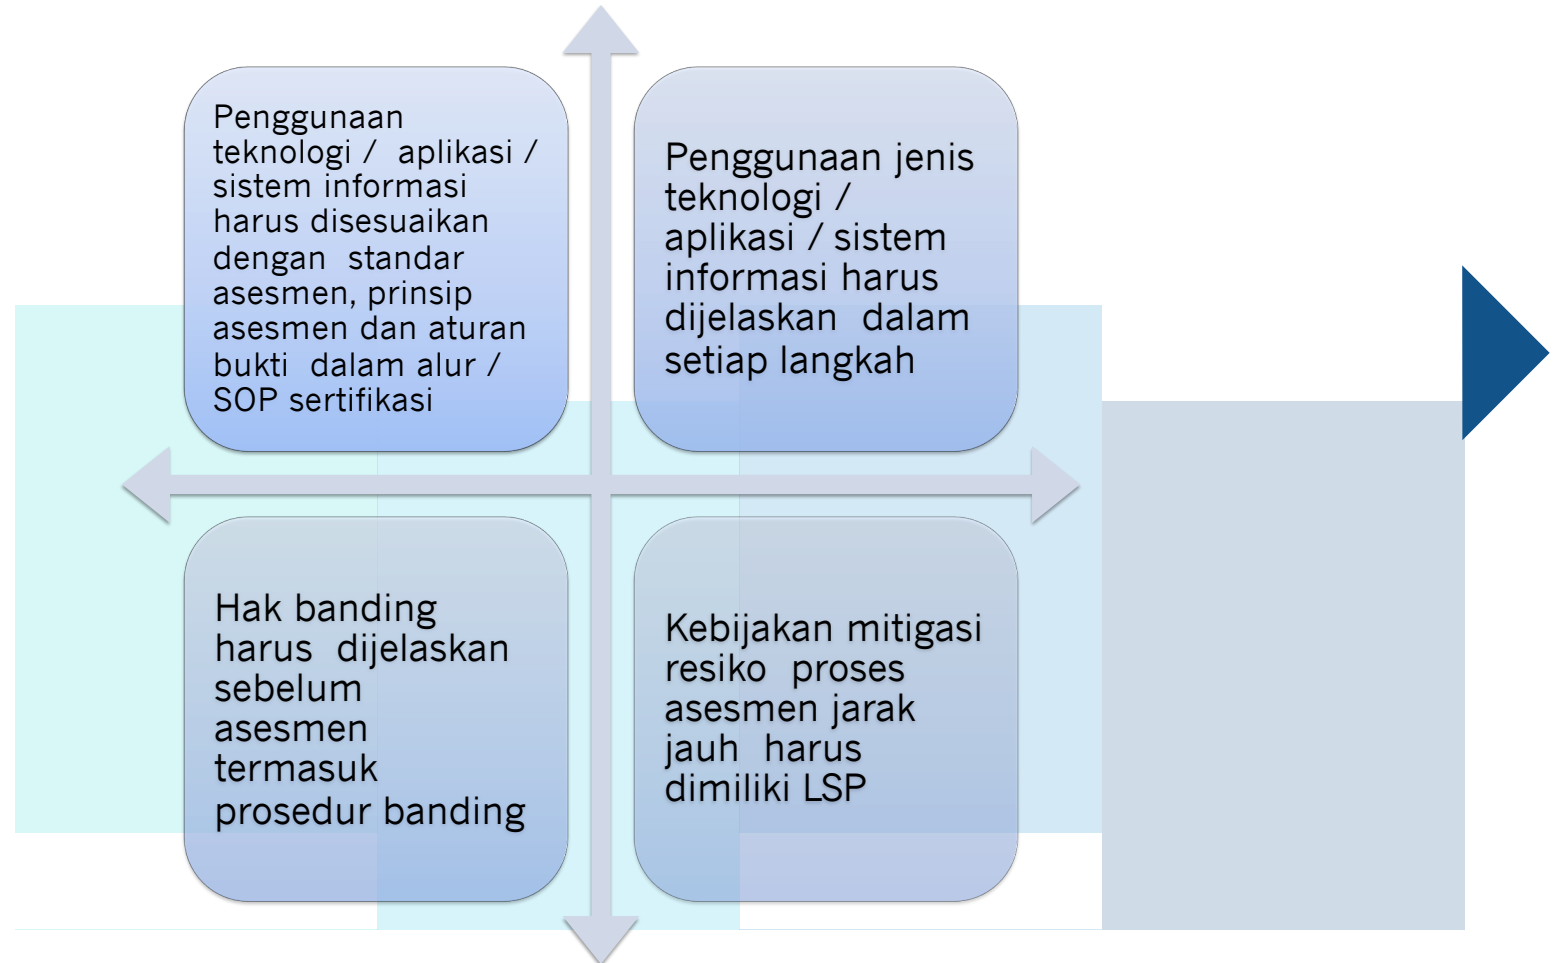 Penggunaan
teknologi / aplikasi /
sistem informasi
harus disesuaikan
dengan standar
asesmen, prinsip
asesmen dan aturan
bukti dalam alur /
SOP sertifikasi
Penggunaan jenis
teknologi /
aplikasi / sistem
informasi harus
dijelaskan dalam
setiap langkah
Hak banding
harus dijelaskan
sebelum
asesmen
termasuk
prosedur banding
Kebijakan mitigasi
resiko proses
asesmen jarak
jauh harus
dimiliki LSP